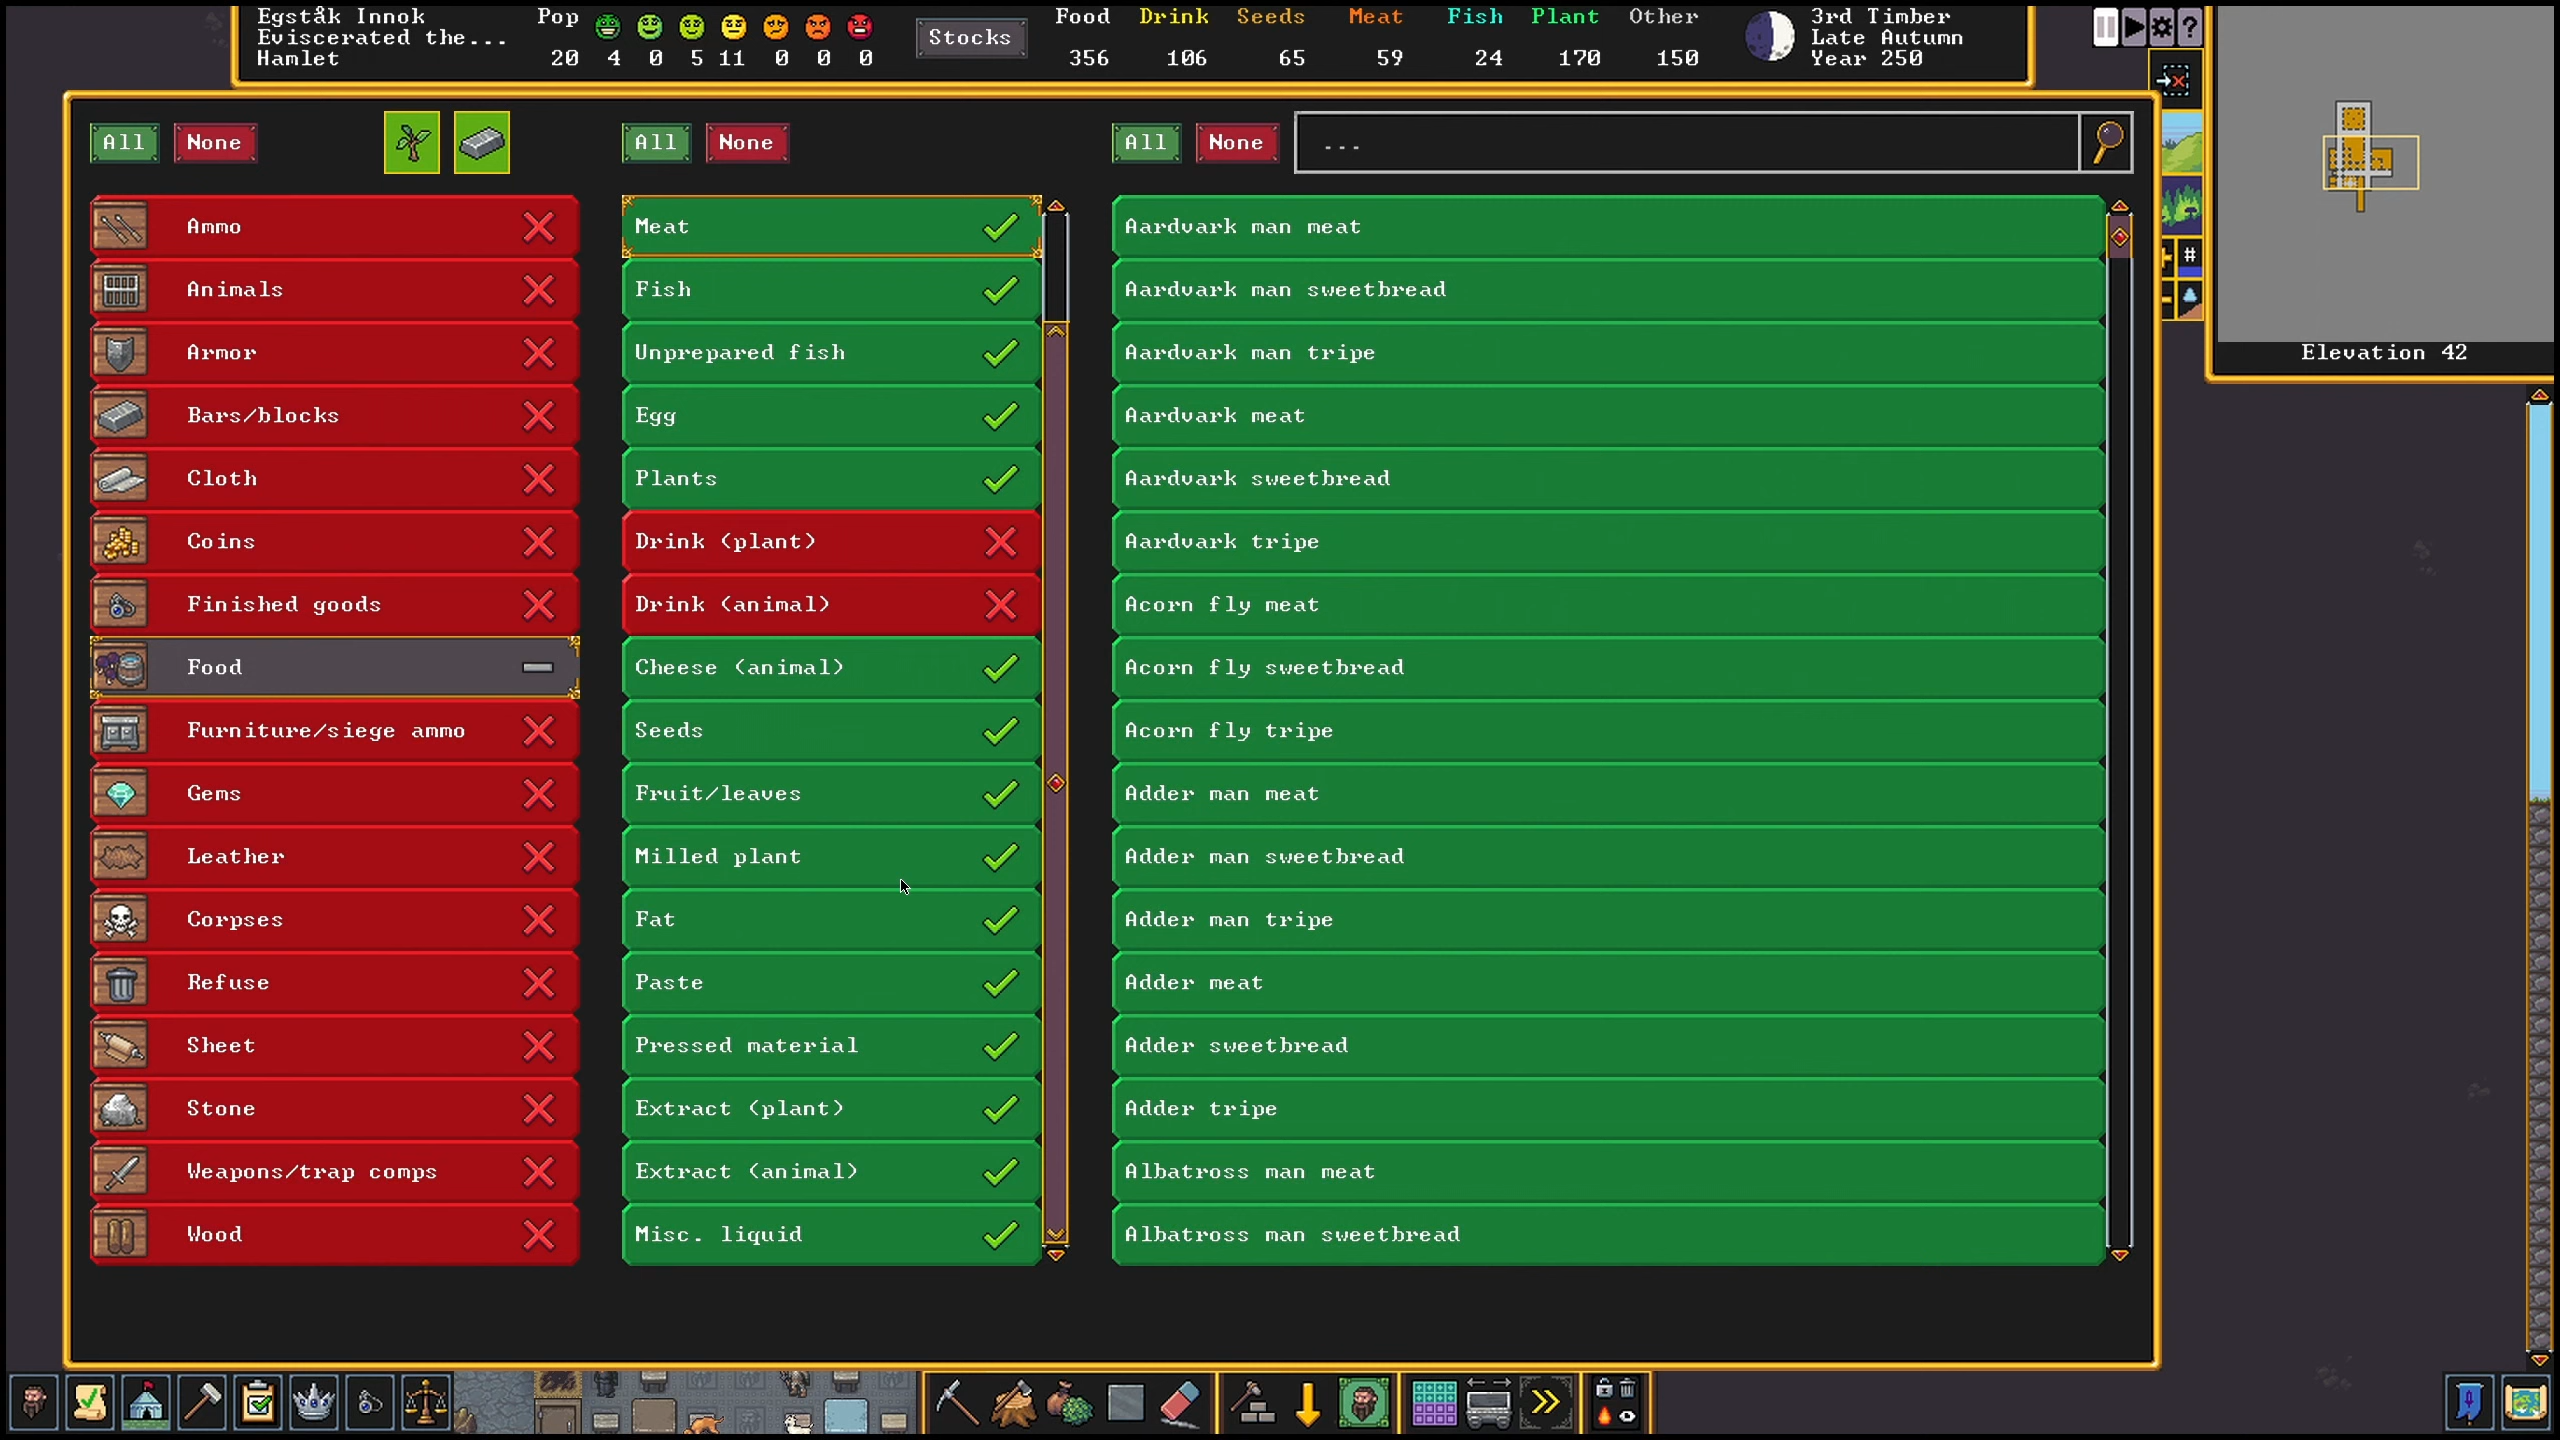 Egståk Innok
Eviscerated the...
Hamlet
Pop
20 4 0 5 11 0 0 0
Stocks
Food Drink Seeds Meat Fish Plant Other
356 106 65 59 24 170 150
3rd Timber
Late Autumn
Year 250
?
#
Elevation 42
All None
All None
All None
...
Ammo
Animals
Armor
Bars/blocks
Cloth
Coins
Finished goods
Food
Furniture/siege ammo
Gems
Leather
Corpses
Refuse
Sheet
Stone
Weapons/trap comps
Wood
Meat
Fish
Unprepared fish
Egg
Plants
Drink (plant)
Drink (animal)
Cheese (animal)
Seeds
Fruit/leaves
Milled plant
Fat
Paste
Pressed material
Extract (plant)
Extract (animal)
Misc. liquid
Aardvark man meat
Aardvark man sweetbread
Aardvark man tripe
Aardvark meat
Aardvark sweetbread
Aardvark tripe
Acorn fly meat
Acorn fly sweetbread
Acorn fly tripe
Adder man meat
Adder man sweetbread
Adder man tripe
Adder meat
Adder sweetbread
Adder tripe
Albatross man meat
Albatross man sweetbread